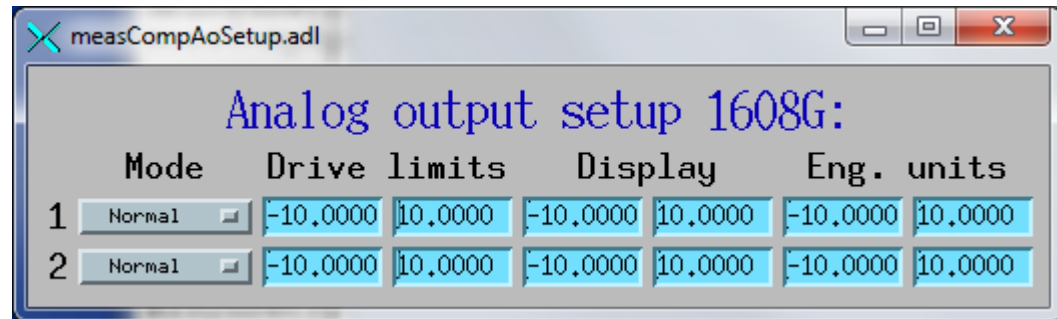 measCompAoSetup.adl
Analog output setup 1608G:
Mode Drive limits Display Eng. units
1 Normal -10.0000 10.0000 -10.0000 10.0000 -10.0000 10.0000
2 Normal -10.0000 10.0000 -10.0000 10.0000 -10.0000 10.0000